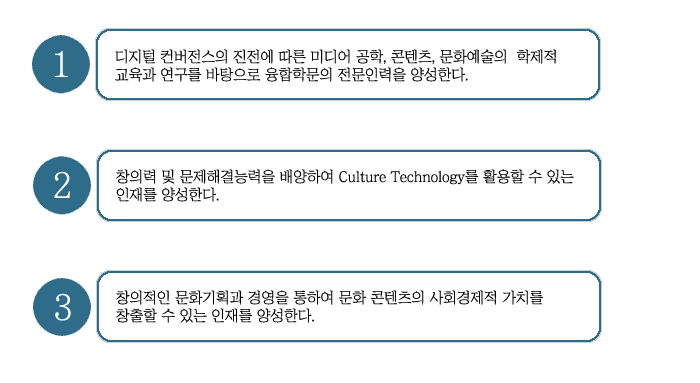 1
디지털 컨버전스의 진전에 따른 미디어 공학, 콘텐츠, 문화예술의 학제적
교육과 연구를 바탕으로 융합학문의 전문인력을 양성한다.
2
창의력 및 문제해결능력을 배양하여 Culture Technology를 활용할 수 있는
인재를 양성한다.
3
창의적인 문화기획과 경영을 통하여 문화 콘텐츠의 사회경제적 가치를
창출할 수 있는 인재를 양성한다.